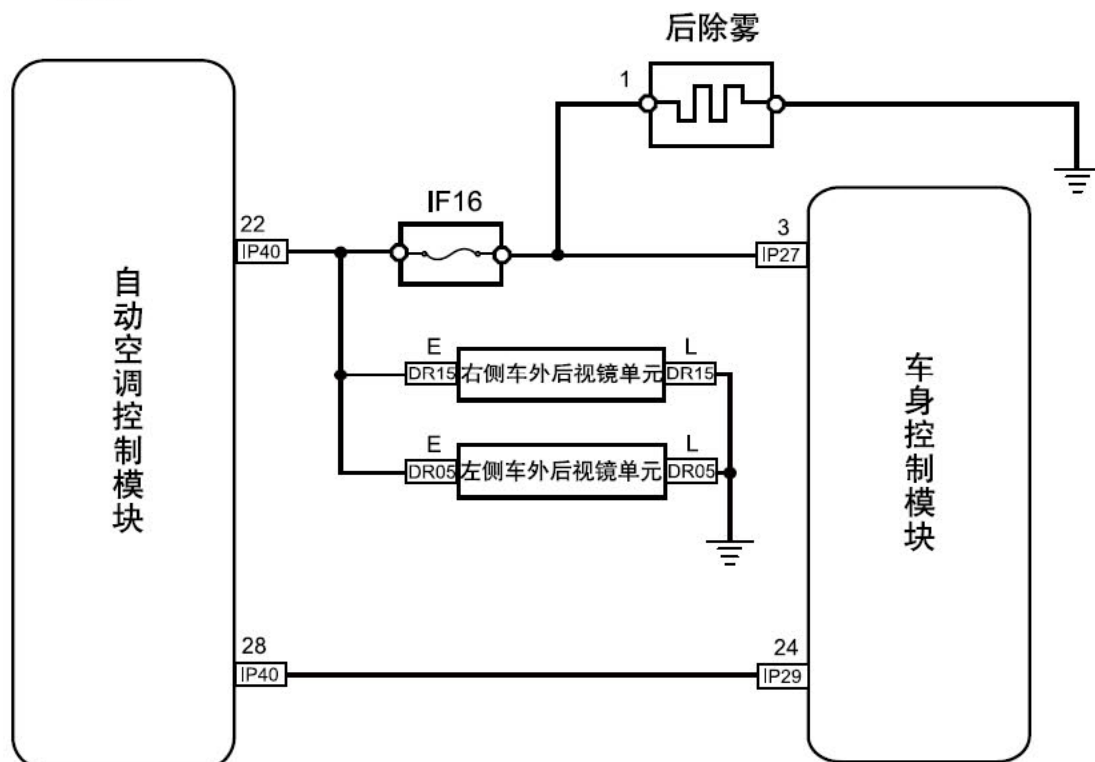 后除雾
1
IF16
22
IP40
3
IP27
自动空调控制模块
E
L
DR15
右侧车外后视镜单元
DR15
E
L
DR05
左侧车外后视镜单元
DR05
车身控制模块
28
IP40
24
IP29